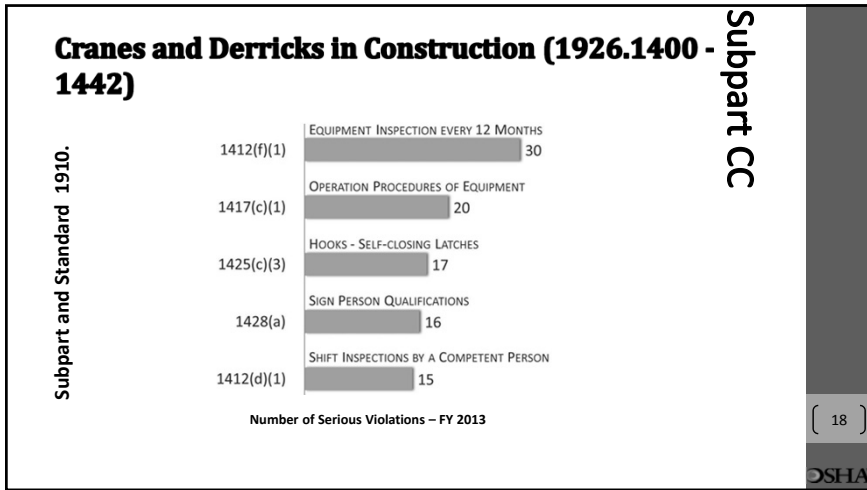 Cranes and Derricks in Construction (1926.1400 -
1442)
Subpart CC
Subpart and Standard 1910.
EQUIPMENT INSPECTION EVERY 12 MONTHS
1412(f)(1)
30
OPERATION PROCEDURES OF EQUIPMENT
1417(c)(1)
20
HOOKS - SELF-CLOSING LATCHES
1425(c)(3)
17
SIGN PERSON QUALIFICATIONS
1428(a)
16
SHIFT INSPECTIONS BY A COMPETENT PERSON
1412(d)(1)
15
Number of Serious Violations – FY 2013
18
OSHA